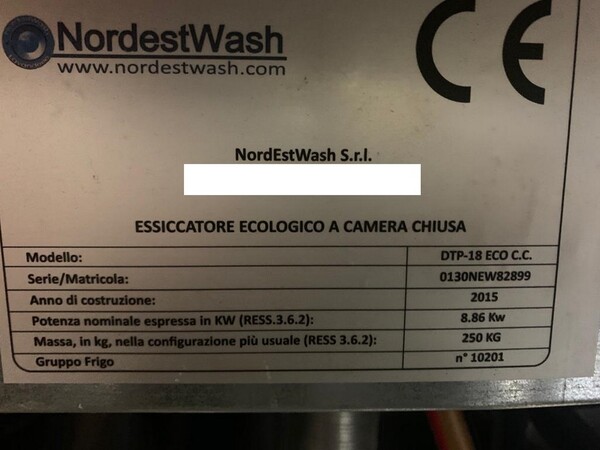 NordestWash
www.nordestwash.com
CE
NordEstWash S.r.l.
ESSICCATORE ECOLOGICO A CAMERA CHIUSA
Modello: DTP-18 ECO C.C.
Serie/Matricola: 0130NEW82899
Anno di costruzione: 2015
Potenza nominale espressa in KW (RESS.3.6.2): 8.86 Kw
Massa, in kg, nella configurazione più usuale (RESS 3.6.2): 250 KG
Gruppo Frigo n° 10201